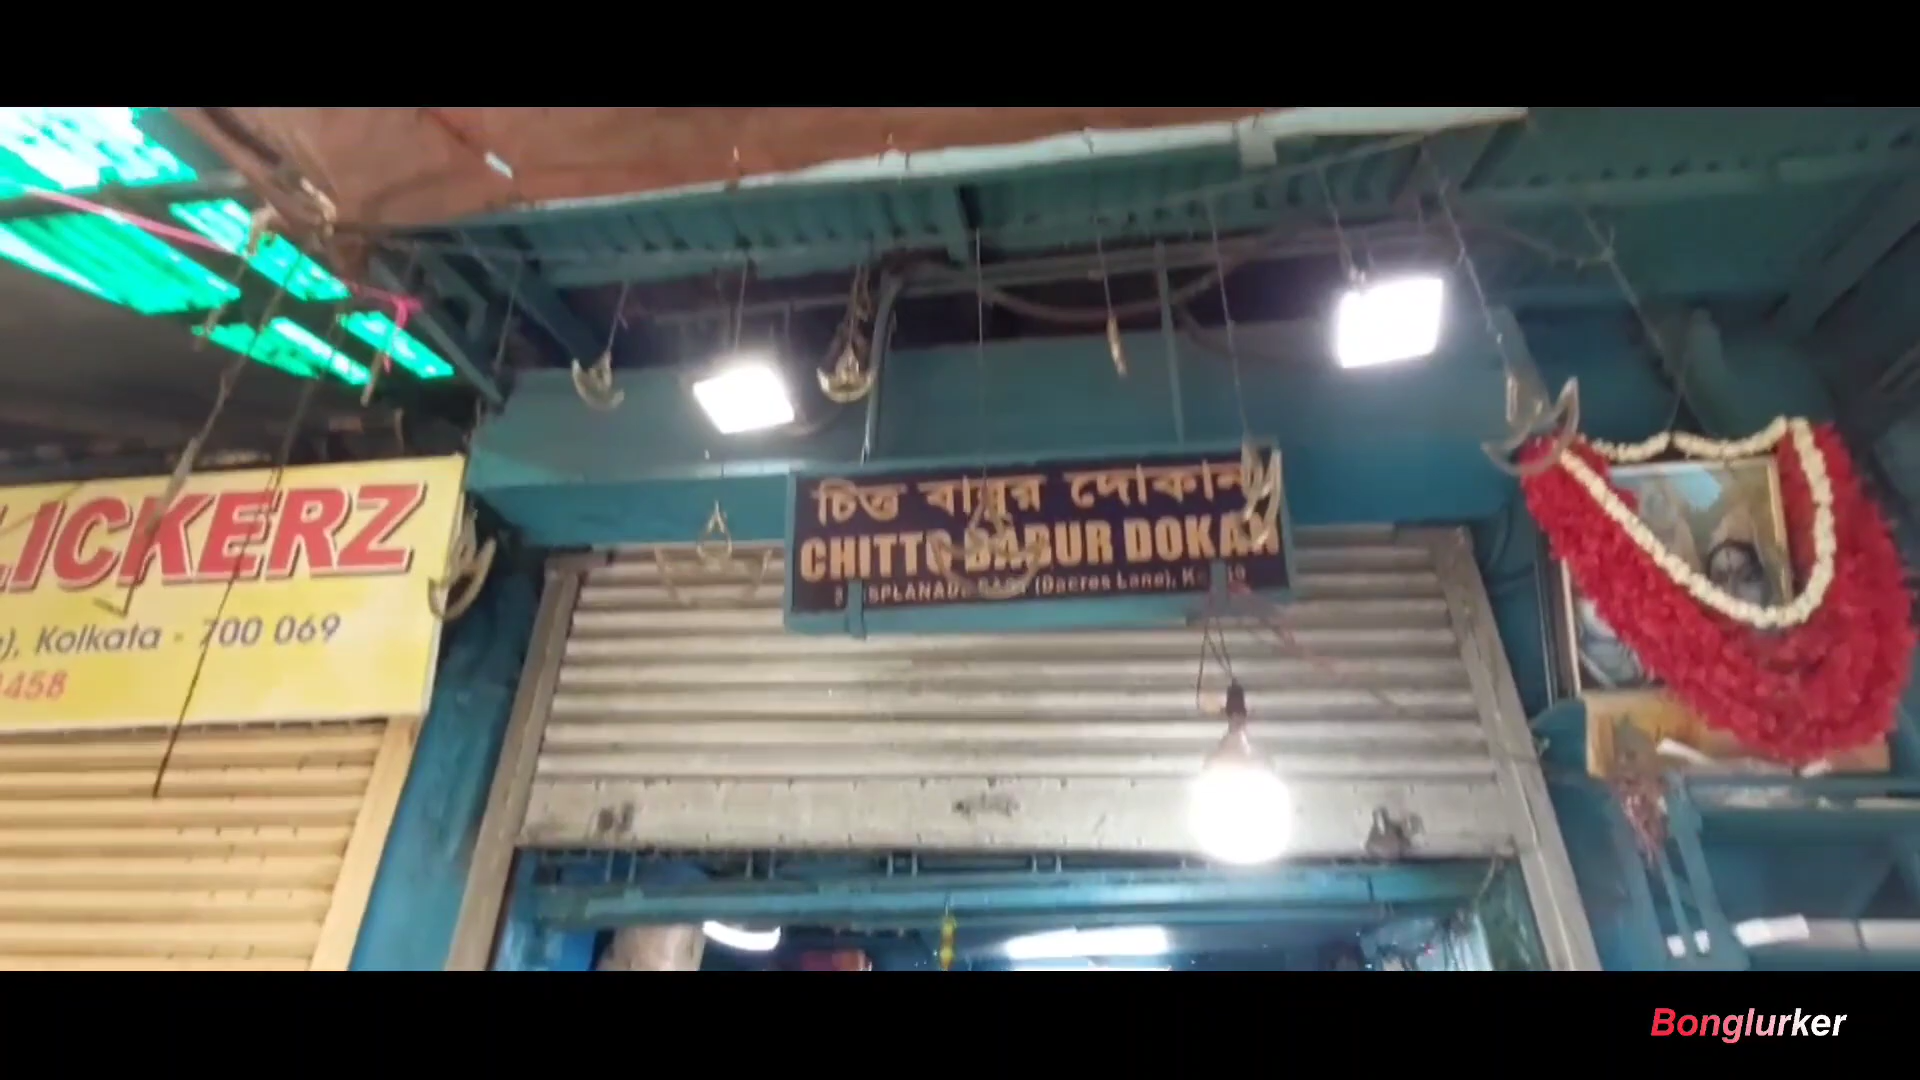 LICKERZ
, Kolkata - 700 069
458
চিত্ত বাবুর দোকান
CHITTO BABUR DOKAN
ESPLANADE EAST (Dacres Lane),
Bonglurker